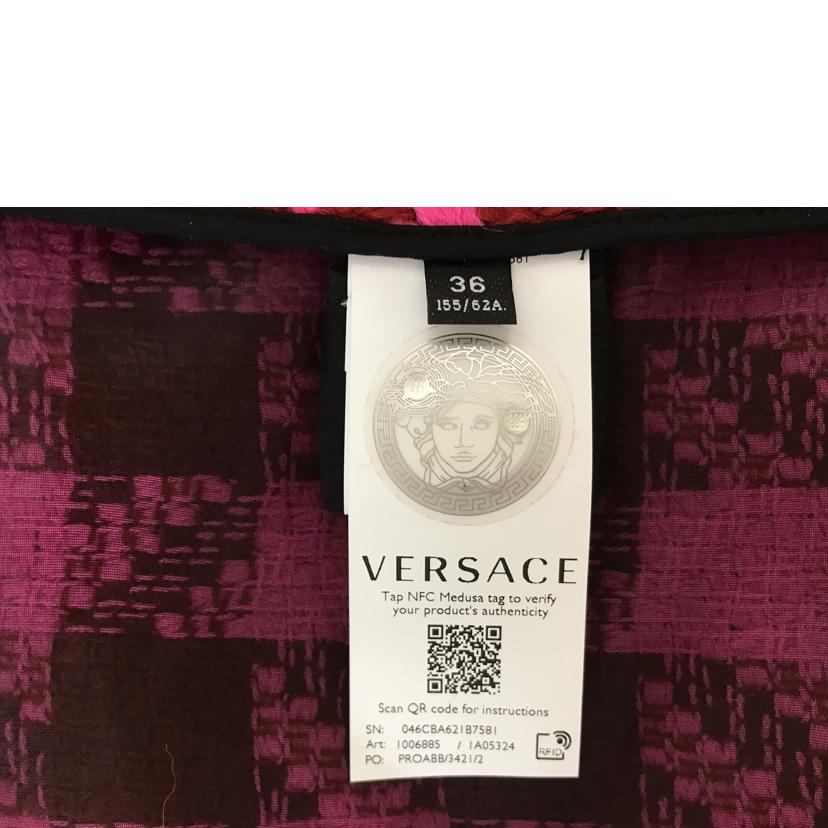 36
155/62A.
VERSACE
Tap NFC Medusa tag to verify
your product's authenticity
Scan QR code for instructions
SN: 046CBA621B7581
Art: 1006885 / 1A05324
PO: PROABB/3421/2
RFID